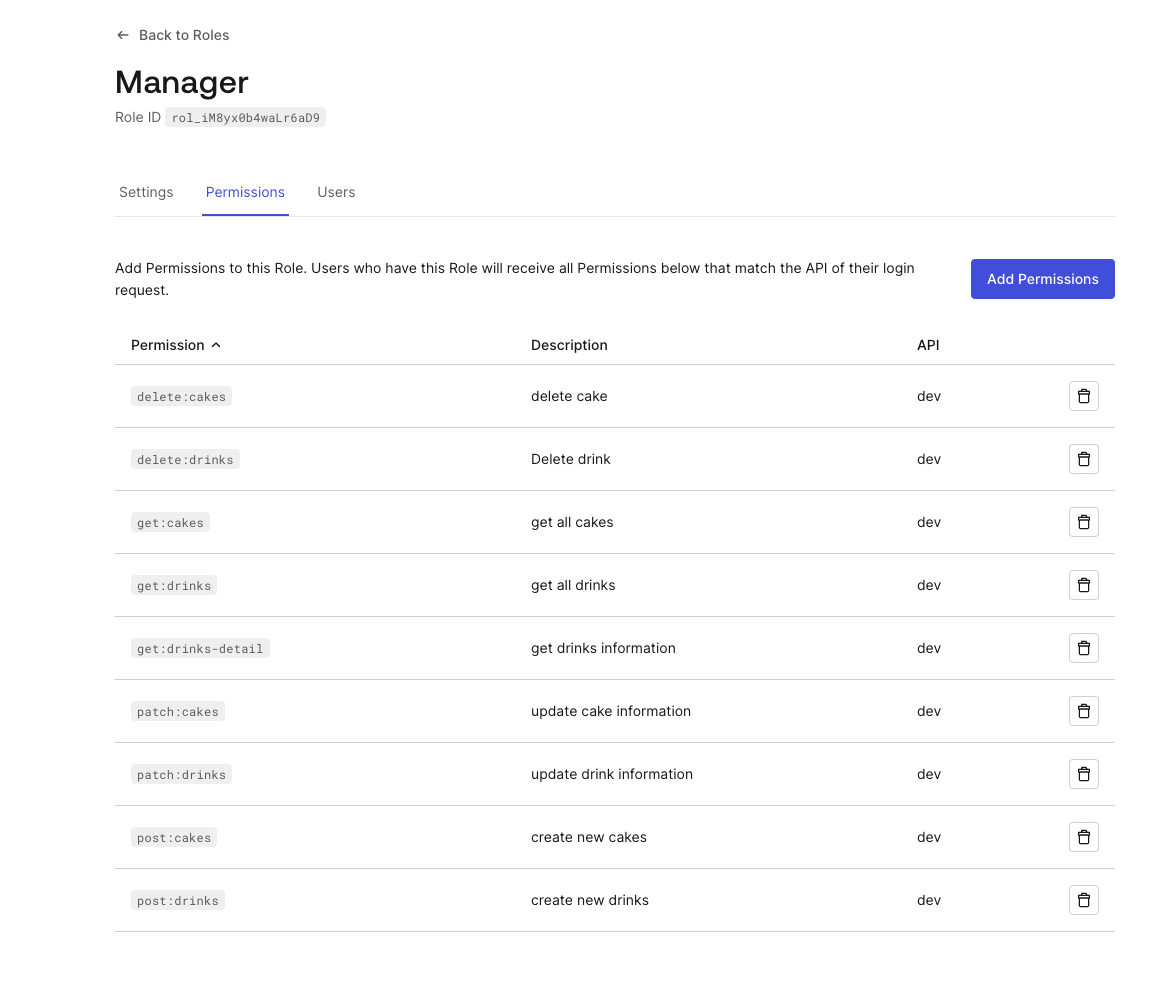 Back to Roles
Manager
Role ID rol_iM8yx0b4waLr6aD9
Settings Permissions Users
Add Permissions to this Role. Users who have this Role will receive all Permissions below that match the API of their login
request.
Add Permissions
Permission Description API
delete:cakes delete cake dev
delete:drinks Delete drink dev
get:cakes get all cakes dev
get:drinks get all drinks dev
get:drinks-detail get drinks information dev
patch:cakes update cake information dev
patch:drinks update drink information dev
post:cakes create new cakes dev
post:drinks create new drinks dev